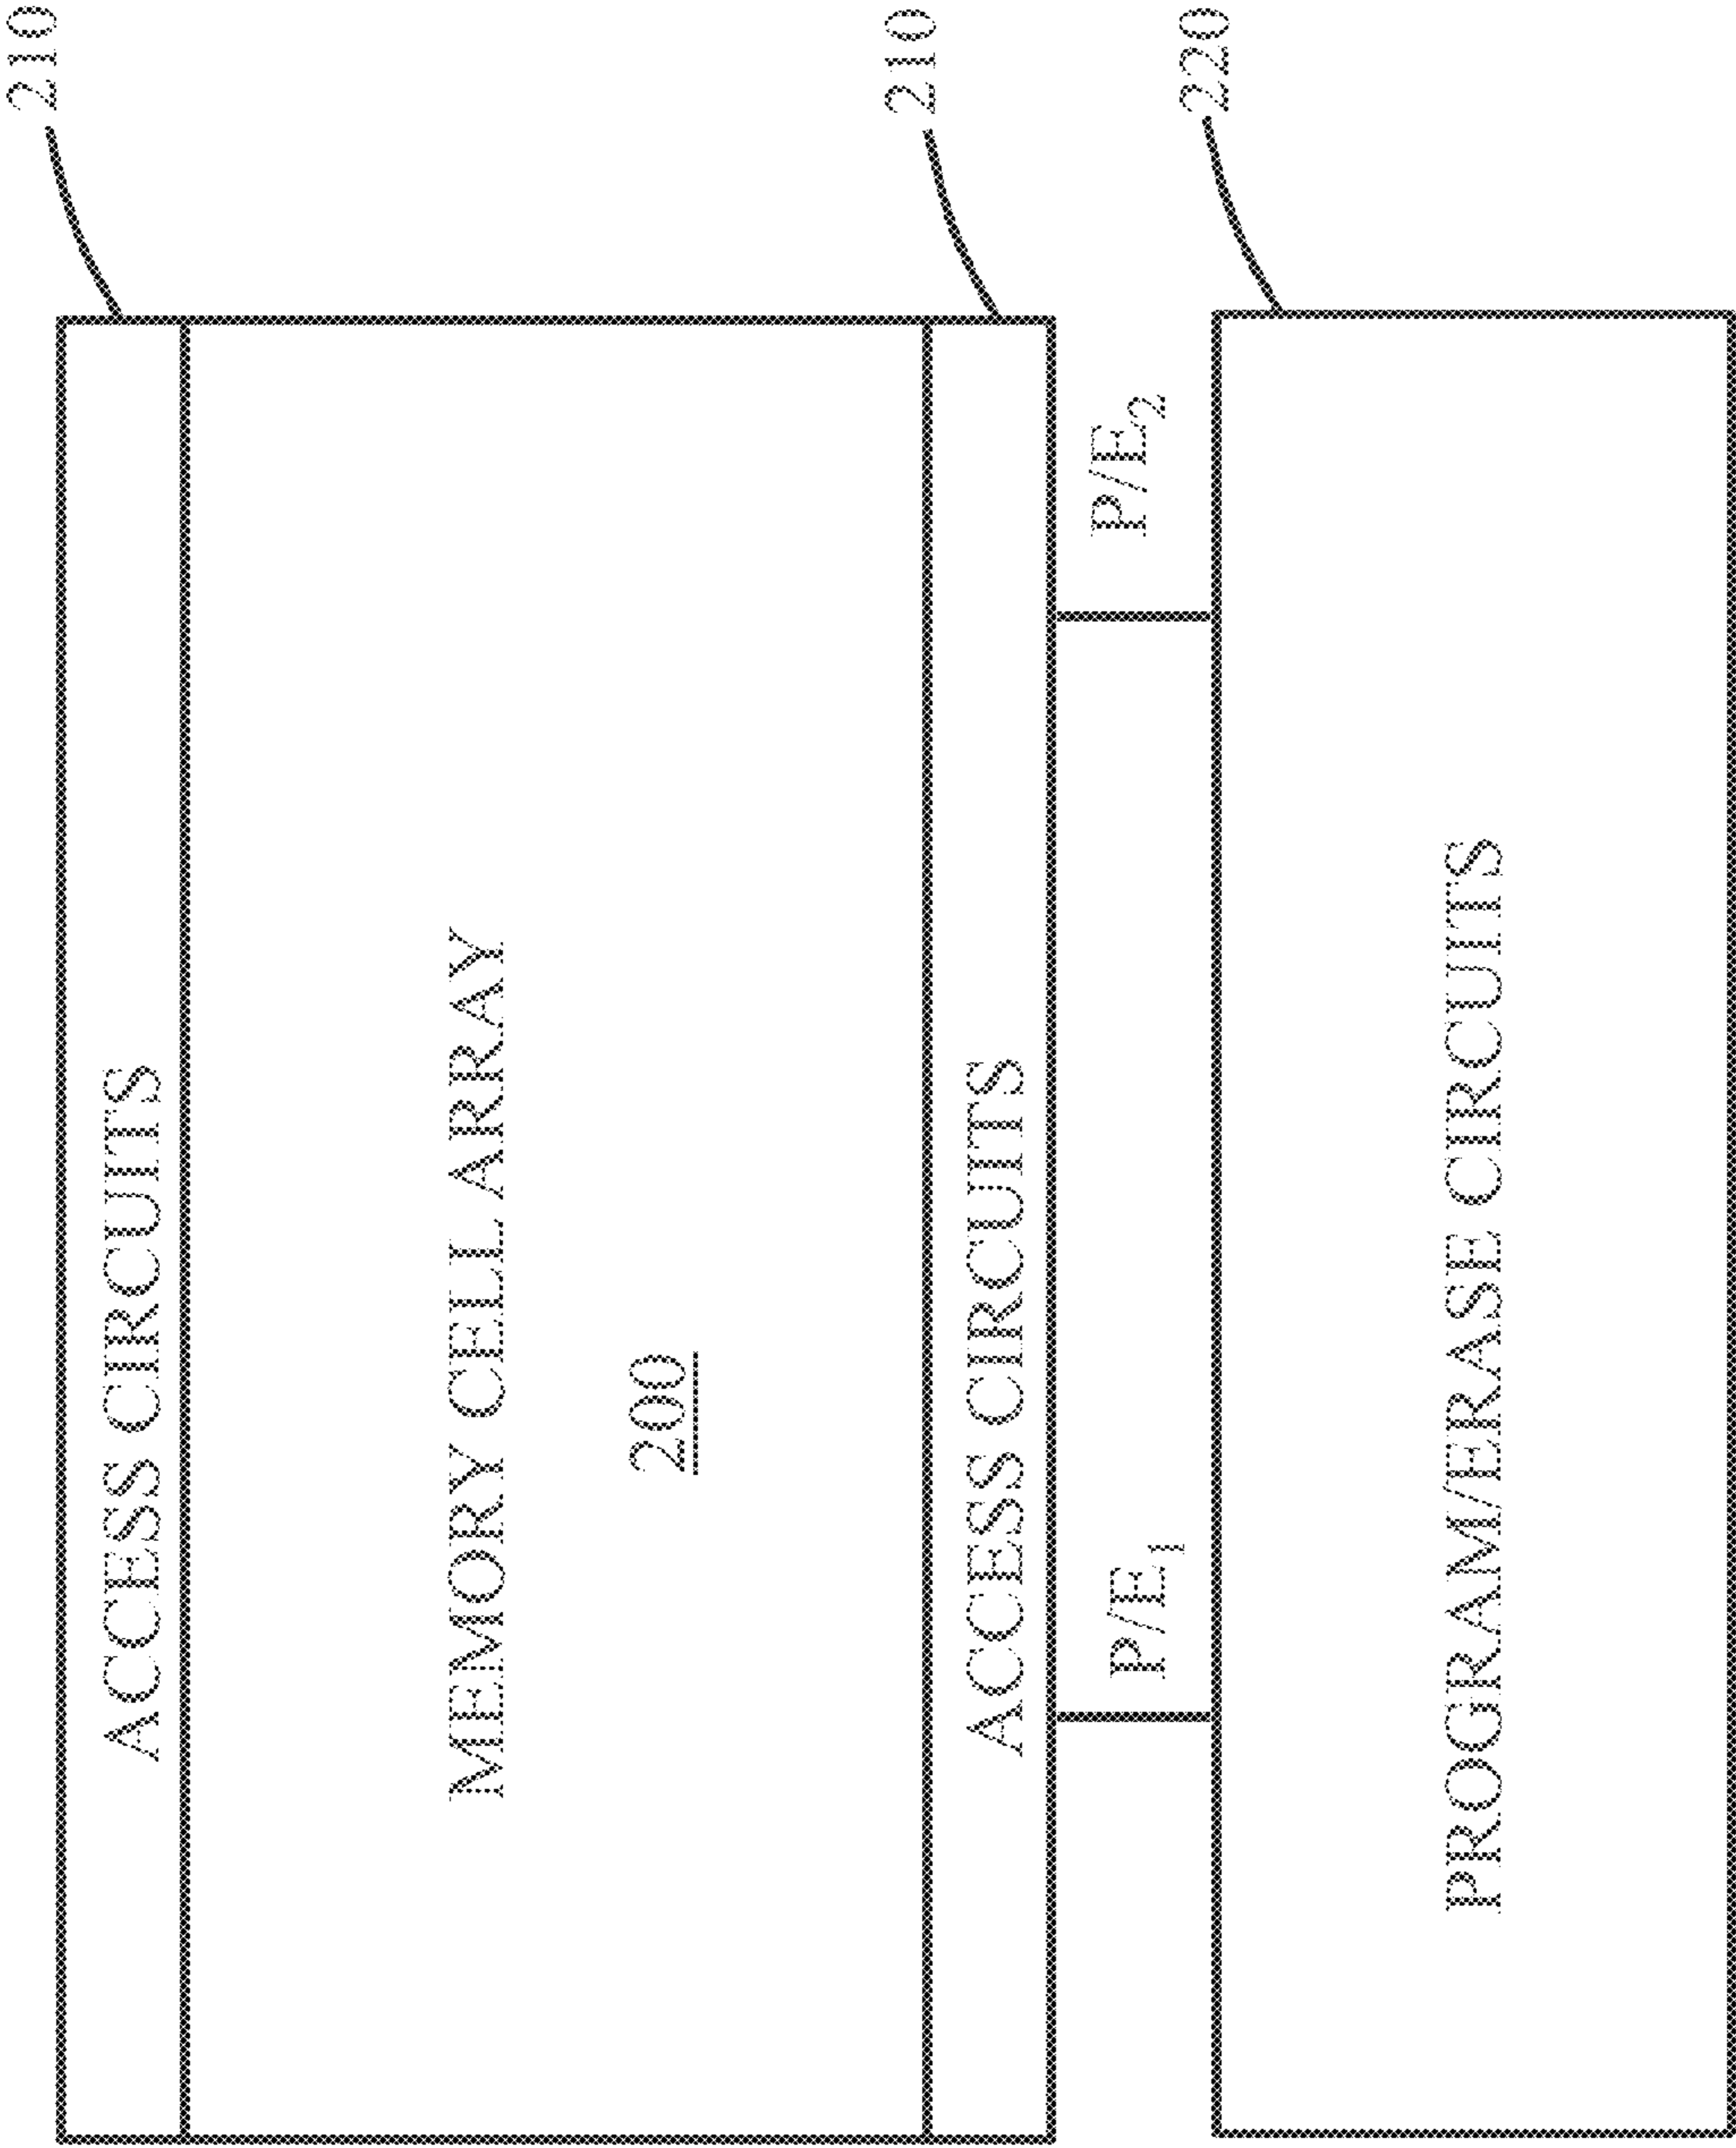 ACCESS CIRCUITS
210
MEMORY CELL ARRAY
200
ACCESS CIRCUITS
210
P/E1
P/E2
PROGRAM/ERASE CIRCUITS
220